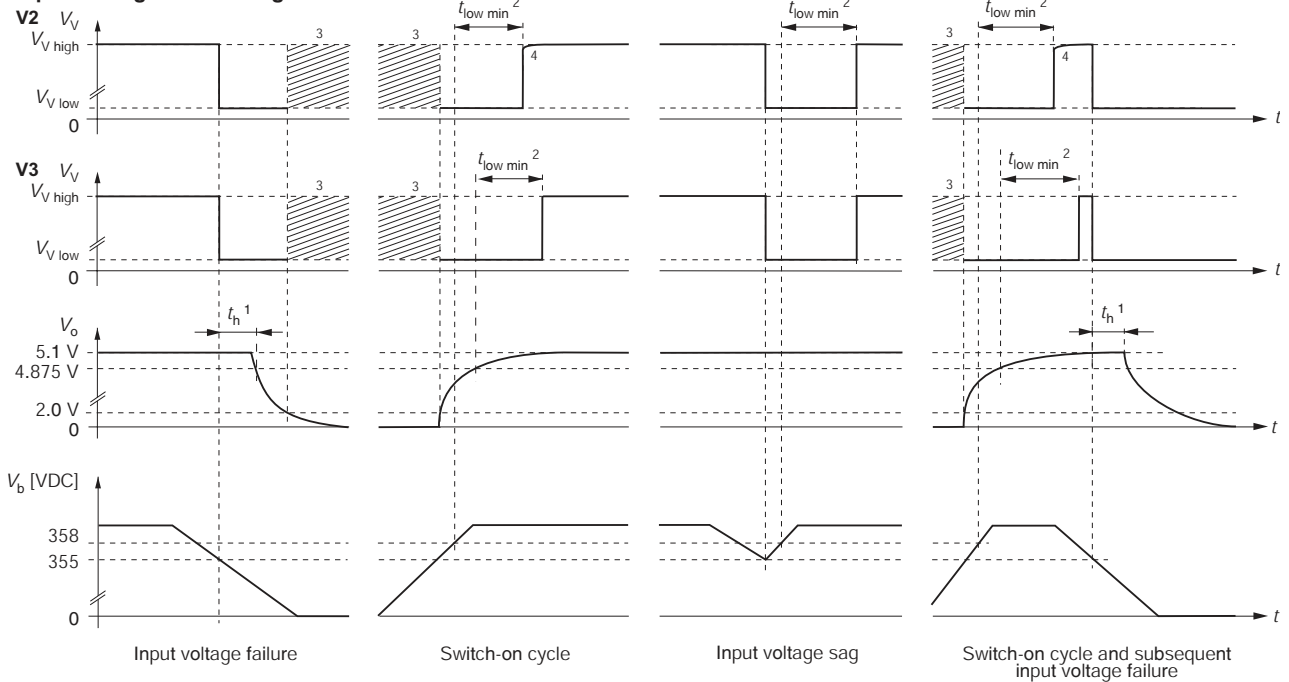 V2 V_V
V_V high
V_V low
0
3
3
t_low min ²
4
t_low min ²
3
t_low min ²
4
t
V3 V_V
V_V high
V_V low
0
3
3
t_low min ²
3
t_low min ²
t
V_o
5.1 V
4.875 V
2.0 V
0
t_h ¹
t_h ¹
t
V_b [VDC]
358
355
0
t
Input voltage failure
Switch-on cycle
Input voltage sag
Switch-on cycle and subsequent
input voltage failure